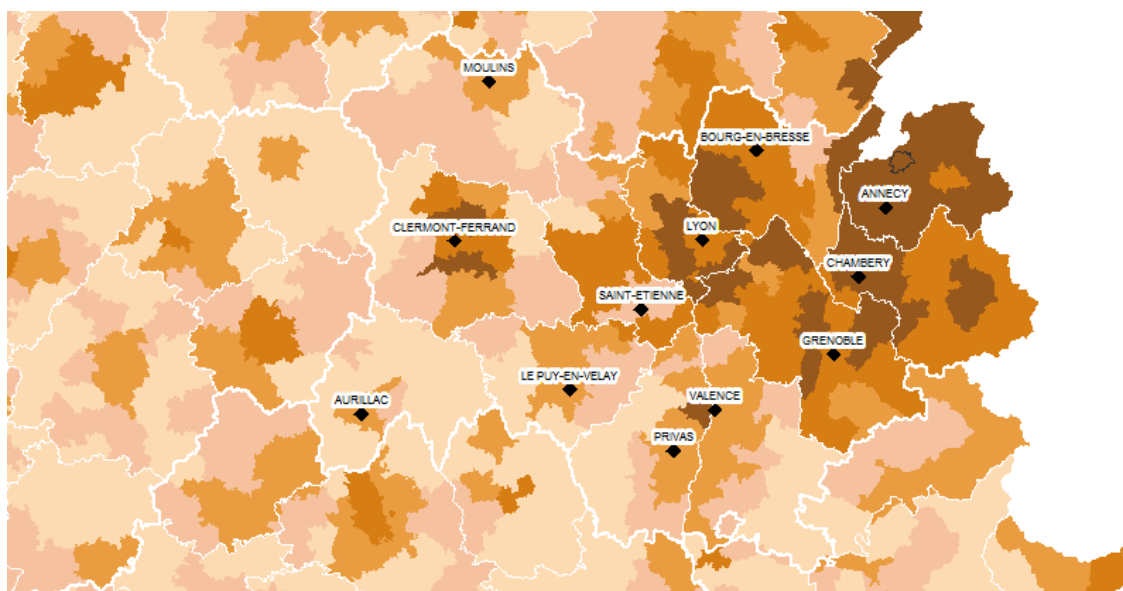 MOULINS
BOURG-EN-BRESSE
ANNECY
CLERMONT-FERRAND
LYON
CHAMBERY
SAINT-ETIENNE
GRENOBLE
LE PUY-EN-VELAY
AURILLAC
VALENCE
PRIVAS